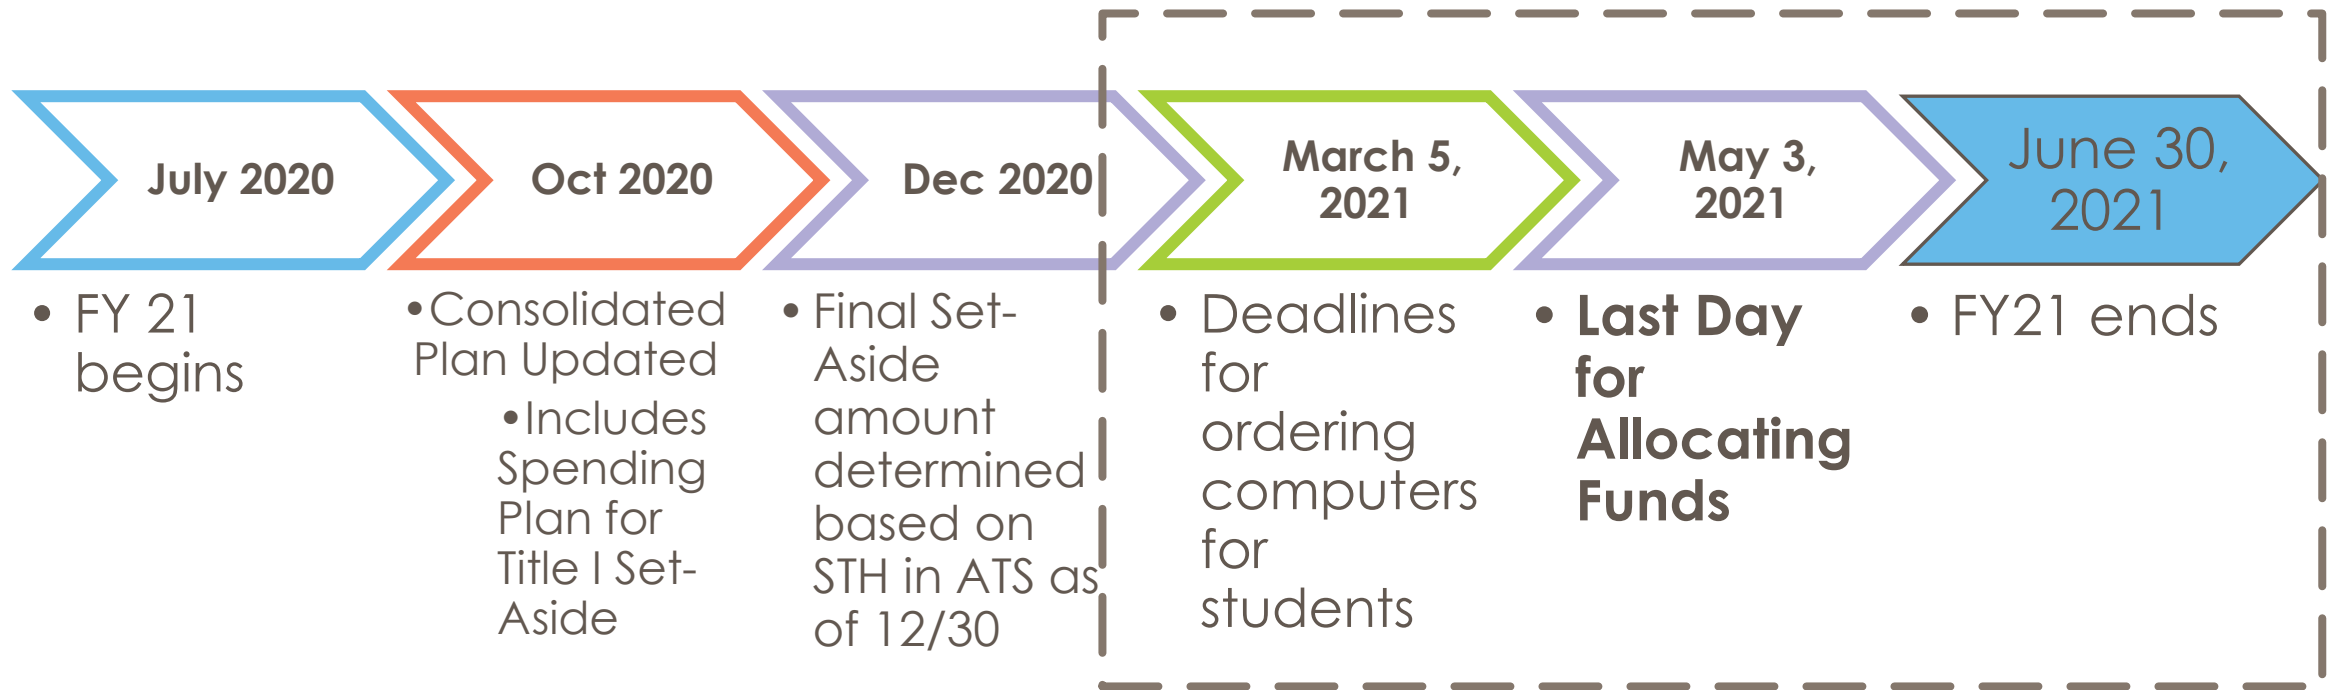 July 2020
• FY 21
begins
Oct 2020
•Consolidated
Plan Updated
•Includes
Spending
Plan for
Title I Set-
Aside
Dec 2020
• Final Set-
Aside
amount
determined
based on
STH in ATS as
of 12/30
March 5,
2021
• Deadlines
for
ordering
computers
for
students
May 3,
2021
• Last Day
for
Allocating
Funds
June 30,
2021
• FY21 ends